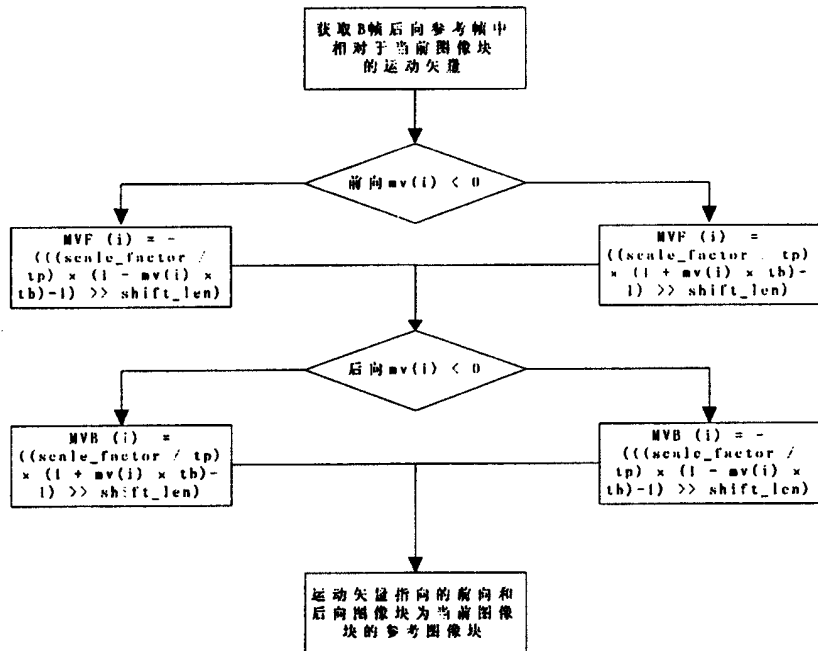 获取B帧后向参考帧中
相对于当前图像块
的运动矢量
前向mv(i) < 0
MVF (i) = -
(((scale_factor /
tp) × (1 - mv(i) ×
tb)-1) >> shift_len)
MVF (i) =
((scale_factor / tp)
× (1 + mv(i) × tb)-
1) >> shift_len)
后向mv(i) < 0
MVB (i) =
((scale_factor / tp)
× (1 + mv(i) × tb)-
1) >> shift_len)
MVB (i) = -
(((scale_factor /
tp) × (1 - mv(i) ×
tb)-1) >> shift_len)
运动矢量指向的前向和
后向图像块为当前图像
块的参考图像块